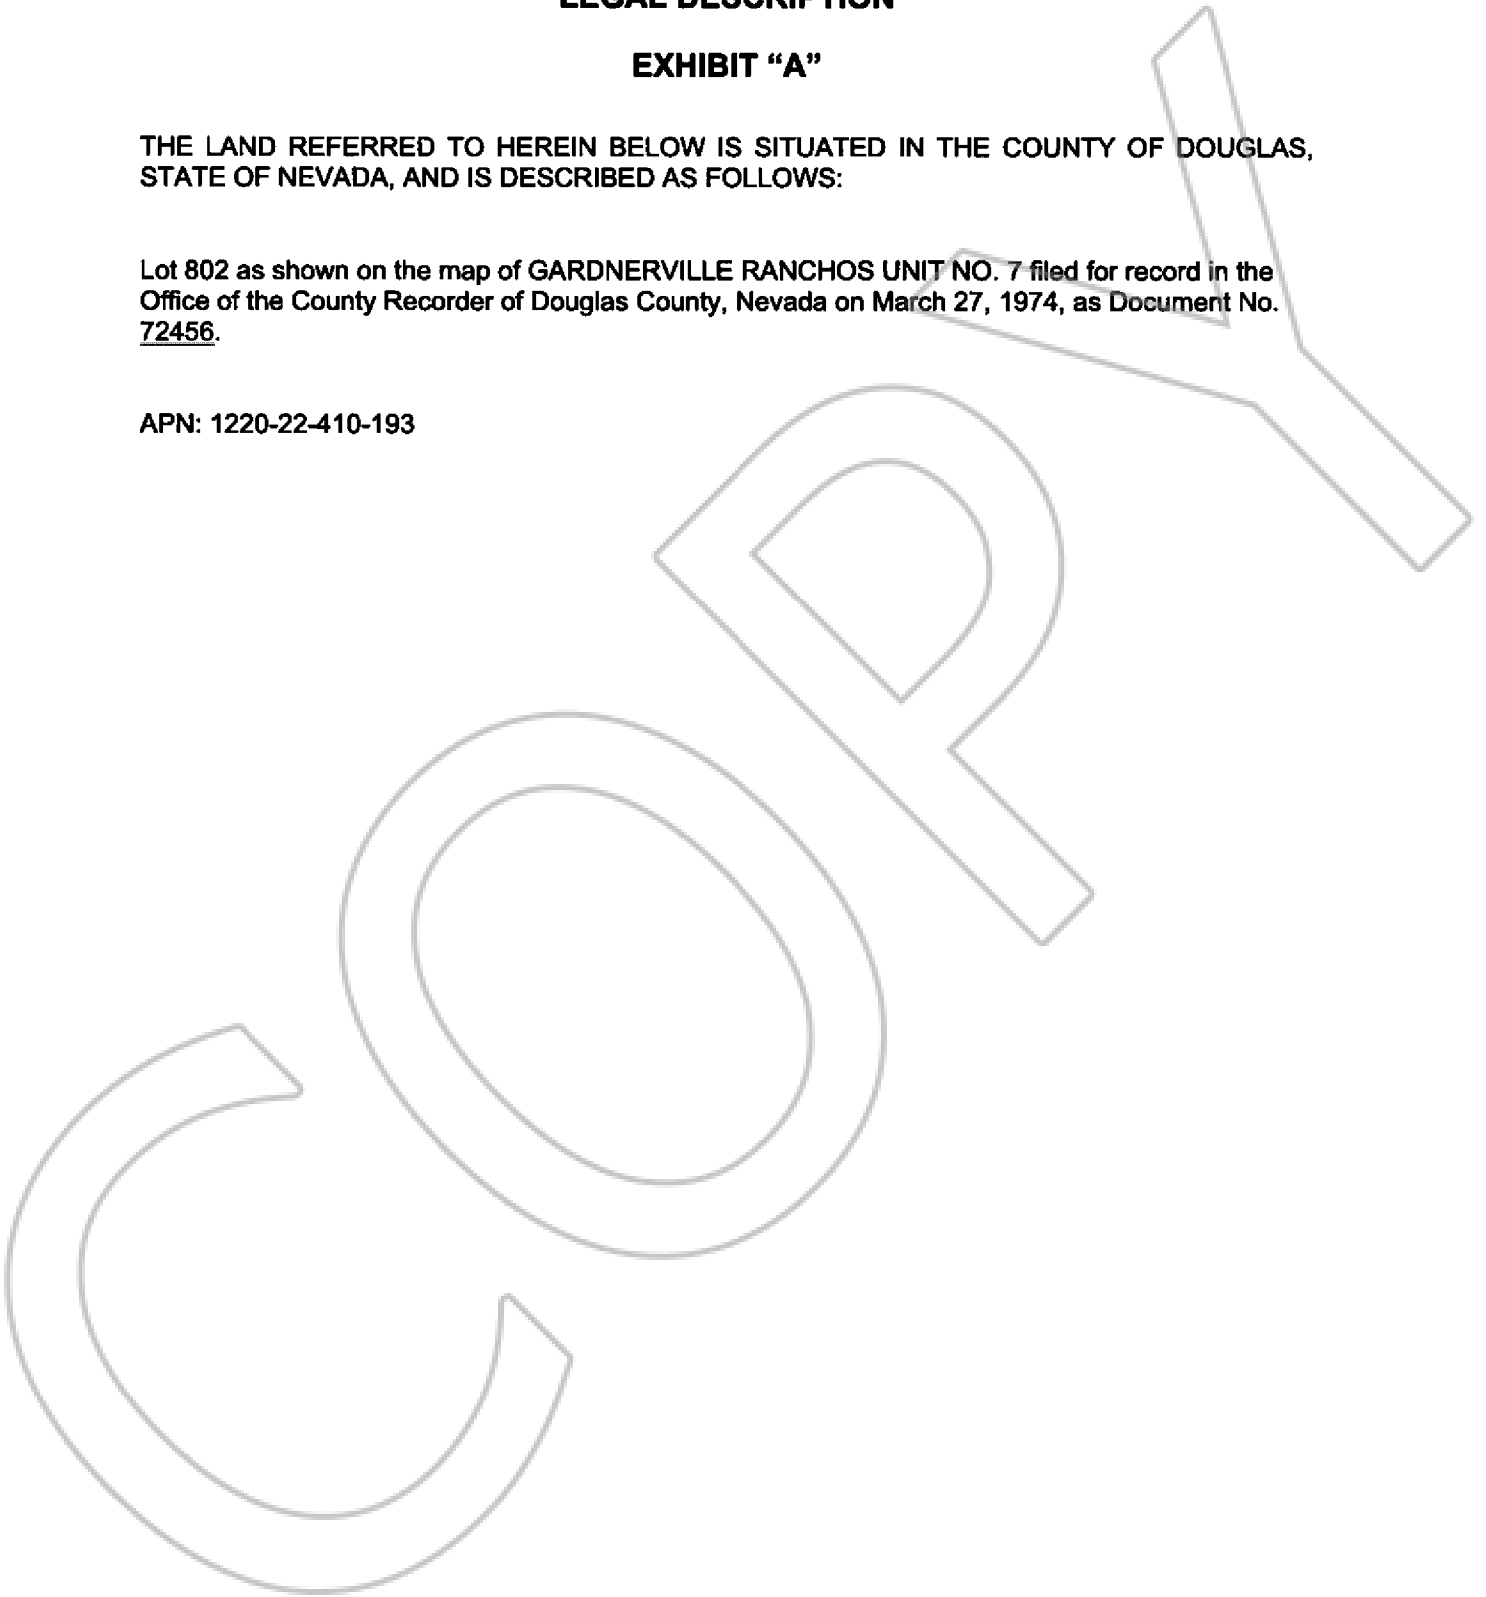 LEGAL DESCRIPTION
EXHIBIT “A”
THE LAND REFERRED TO HEREIN BELOW IS SITUATED IN THE COUNTY OF DOUGLAS,
STATE OF NEVADA, AND IS DESCRIBED AS FOLLOWS:
Lot 802 as shown on the map of GARDNERVILLE RANCHOS UNIT NO. 7 filed for record in the
Office of the County Recorder of Douglas County, Nevada on March 27, 1974, as Document No.
72456.
APN: 1220-22-410-193
COPY